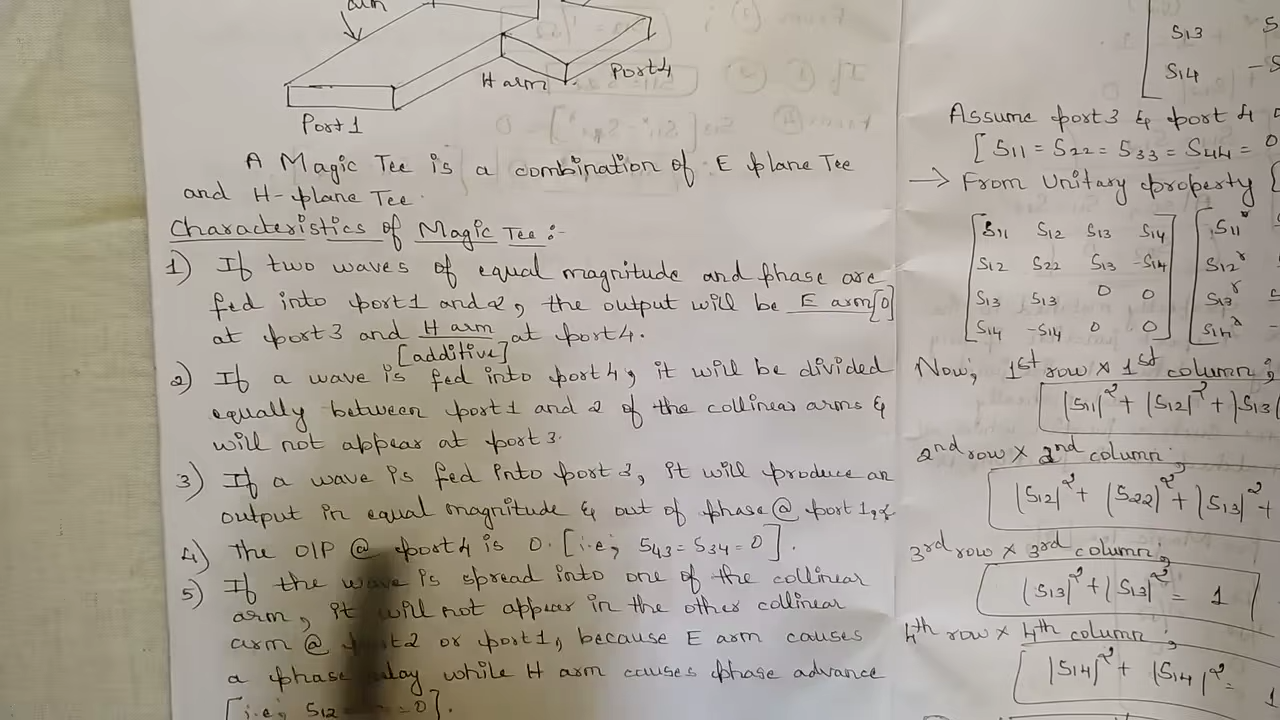 arm
H arm
Port 4
Port 1
A Magic Tee is a combination of E plane Tee
and H-plane Tee.
Characteristics of Magic Tee :-
1) If two waves of equal magnitude and phase are
fed into port1 and 2, the output will be E arm[0]
at port 3 and H arm at port 4.
[additive]
2) If a wave is fed into port 4, it will be divided
equally between port 1 and 2 of the collinear arms &
will not appear at port 3.
3) If a wave is fed into port 3, it will produce an
output in equal magnitude & out of phase @ port 1,2
4) The O/P @ port 4 is 0. [i.e; S43 = S34 = 0].
5) If the wave is spread into one of the collinear
arm, it will not appear in the other collinear
arm @ port 2 or port 1, because E arm causes
a phase delay while H arm causes phase advance
[i.e; S12 = 0].
S13
S14
Assume port 3 & port 4
[S11 = S22 = S33 = S44 = 0
→ From Unitary property
S11 S12 S13 S14 S11*
S12 S22 S13 -S14 S12*
S13 S13 0 0 S13*
S14 -S14 0 0 S14*
Now; 1st row × 1st column;
|S11|² + |S12|² + |S13|
2nd row × 2nd column;
|S12|² + |S22|² + |S13|² +
3rd row × 3rd column;
|S13|² + |S13|² = 1
4th row × 4th column;
|S14|² + |S14|² = 1